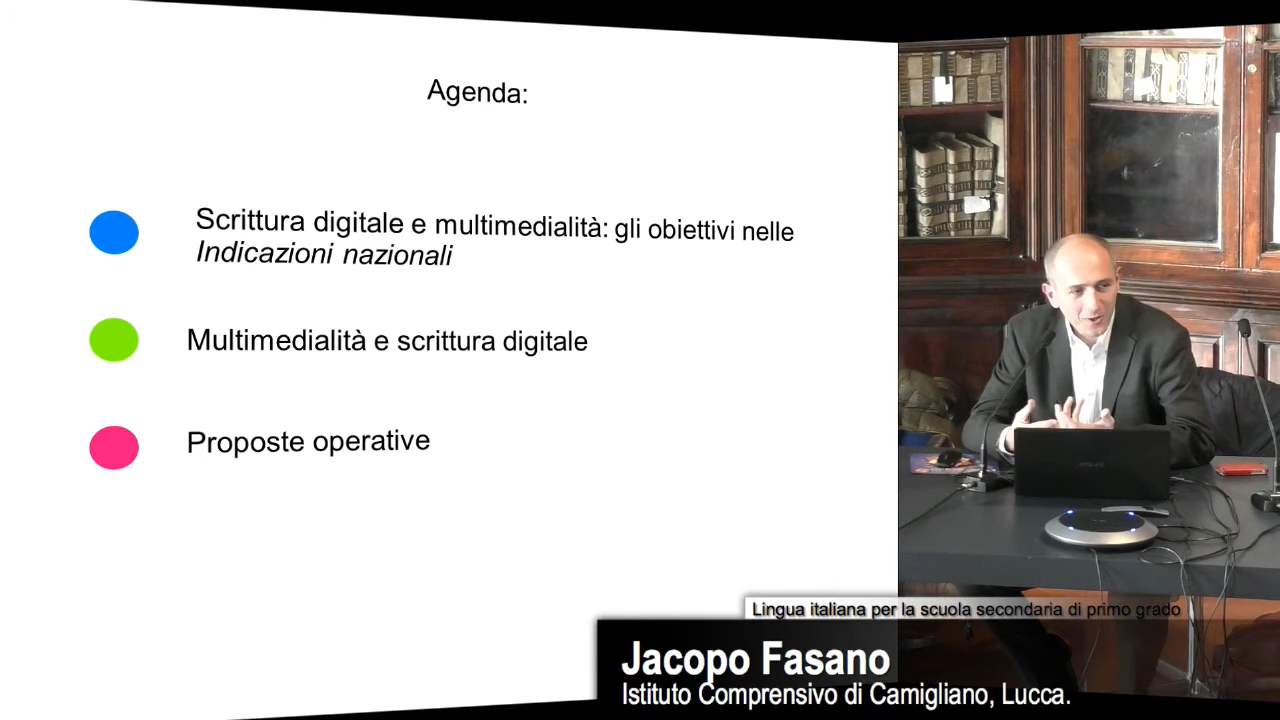 Agenda:
Scrittura digitale e multimedialità: gli obiettivi nelle
Indicazioni nazionali
Multimedialità e scrittura digitale
Proposte operative
Lingua italiana per la scuola secondaria di primo grado
Jacopo Fasano
Istituto Comprensivo di Camigliano, Lucca.